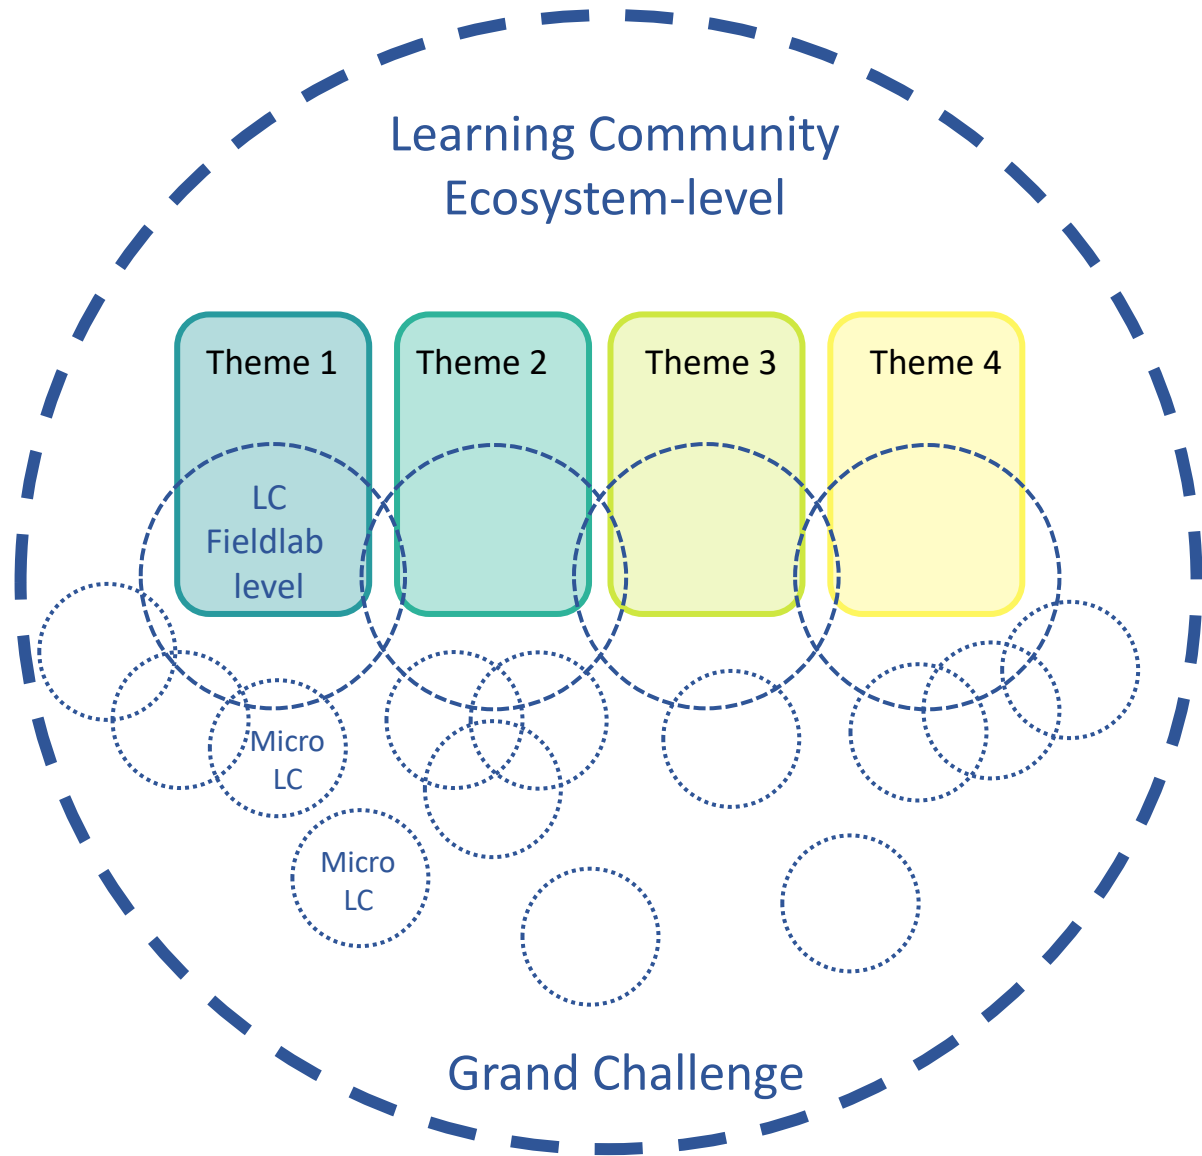 Learning Community
Ecosystem-level
Theme 1
Theme 2
Theme 3
Theme 4
LC
Fieldlab
level
Micro
LC
Micro
LC
Grand Challenge